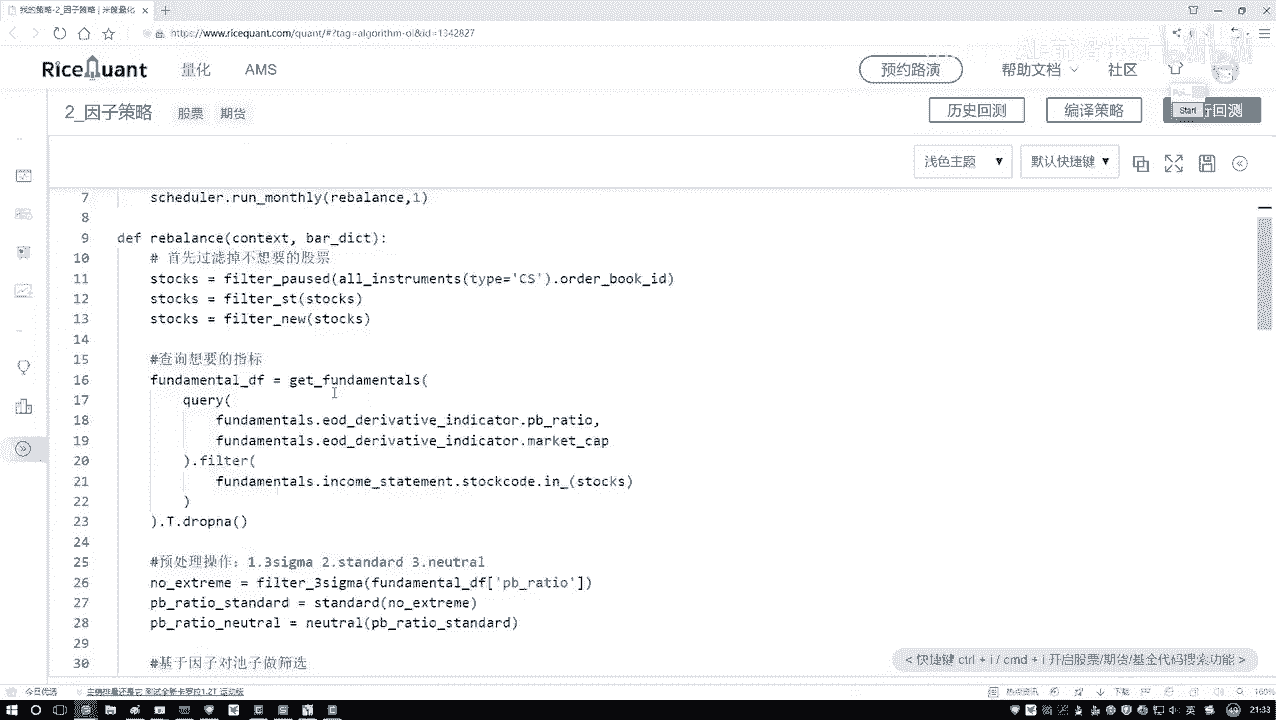 我的策略-2_因子策略 | 米筐量化
https://www.ricequant.com/quant/#?tag=algorithm-ol&id=1342827
RiceQuant 量化 AMS 预约路演 帮助文档 社区
2_因子策略 股票 期货 历史回测 编译策略 行回测
Start
浅色主题 默认快捷键
7 scheduler.run_monthly(rebalance,1)
8
9 def rebalance(context, bar_dict):
10 # 首先过滤掉不想要的股票
11 stocks = filter_paused(all_instruments(type='CS').order_book_id)
12 stocks = filter_st(stocks)
13 stocks = filter_new(stocks)
14
15 #查询想要的指标
16 fundamental_df = get_fundamentals(
17 query(
18 fundamentals.eod_derivative_indicator.pb_ratio,
19 fundamentals.eod_derivative_indicator.market_cap
20 ).filter(
21 fundamentals.income_statement.stockcode.in_(stocks)
22 )
23 ).T.dropna()
24
25 #预处理操作：1.3sigma 2.standard 3.neutral
26 no_extreme = filter_3sigma(fundamental_df['pb_ratio'])
27 pb_ratio_standard = standard(no_extreme)
28 pb_ratio_neutral = neutral(pb_ratio_standard)
29
30 #基于因子对池子做筛选
< 快捷键 ctrl + i / cmd + i 开启股票/期货/基金代码搜索功能 >
今日优选
100%
英 21:33